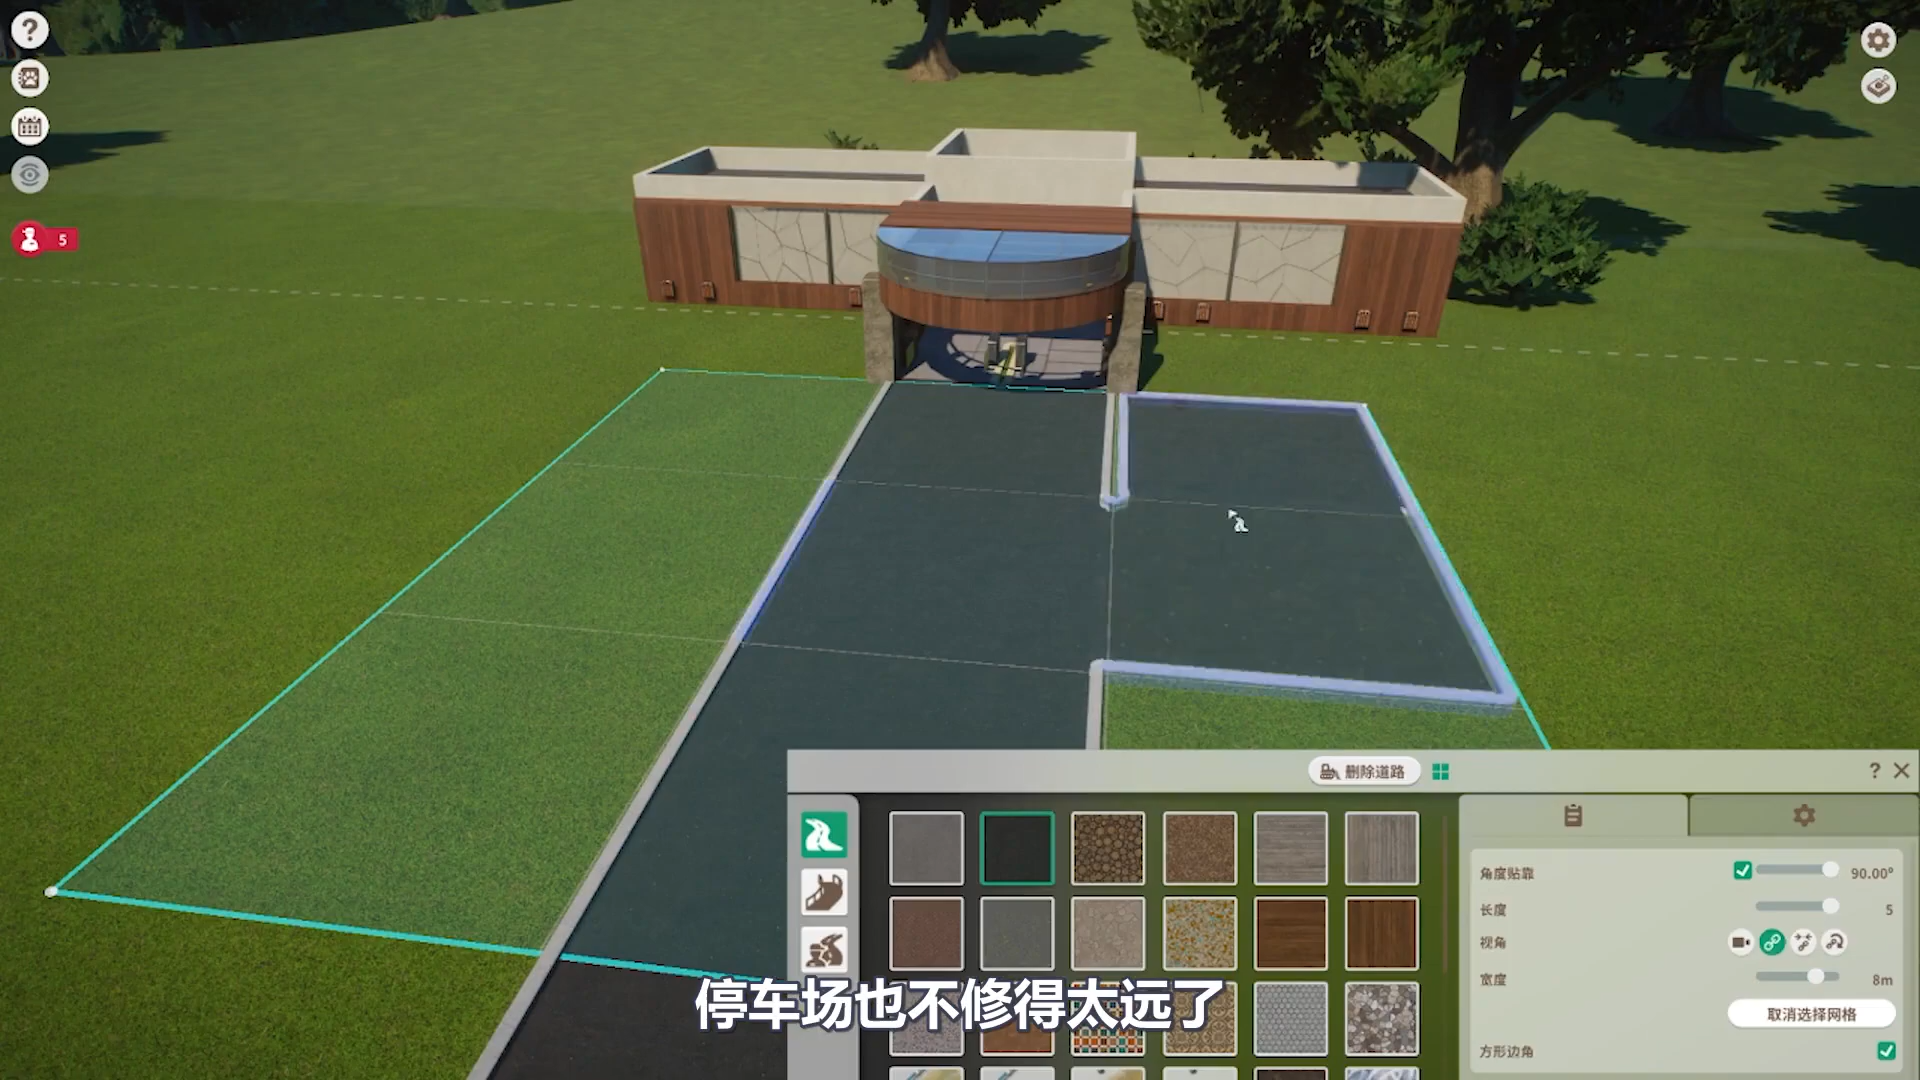 ?
5
删除道路
?
角度贴靠
90.00°
长度
5
视角
宽度
8m
取消选择网格
方形边角
停车场也不修得太远了